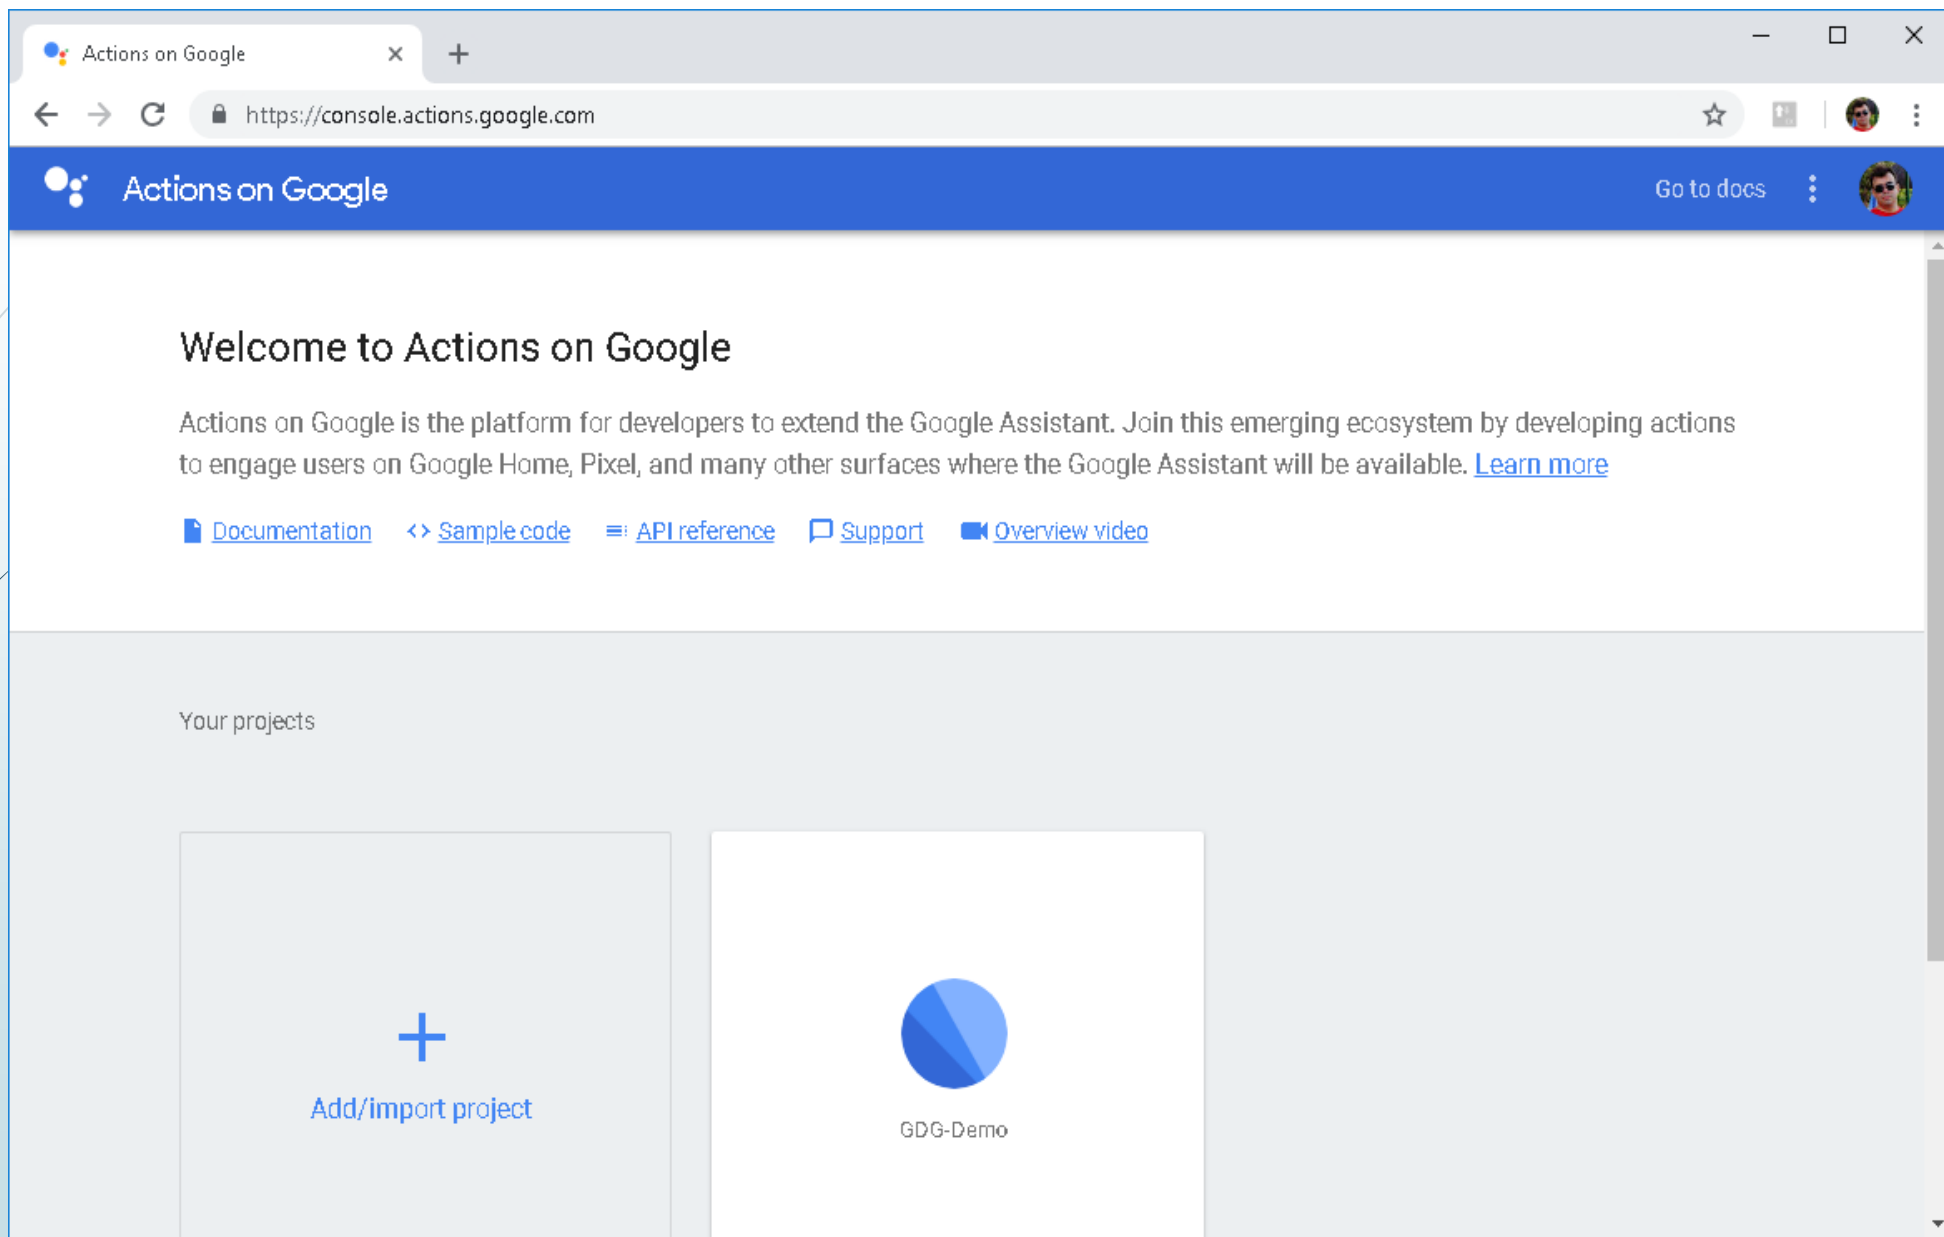 Actions on Google
https://console.actions.google.com
Actions on Google
Go to docs
Welcome to Actions on Google
Actions on Google is the platform for developers to extend the Google Assistant. Join this emerging ecosystem by developing actions
to engage users on Google Home, Pixel, and many other surfaces where the Google Assistant will be available. Learn more
Documentation <> Sample code API reference Support Overview video
Your projects
Add/import project
GDG-Demo